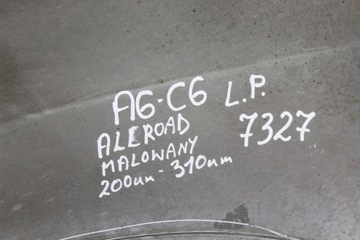 A6-C6 L.P.
ALLROAD 7327
MALOWANY
200um - 310um